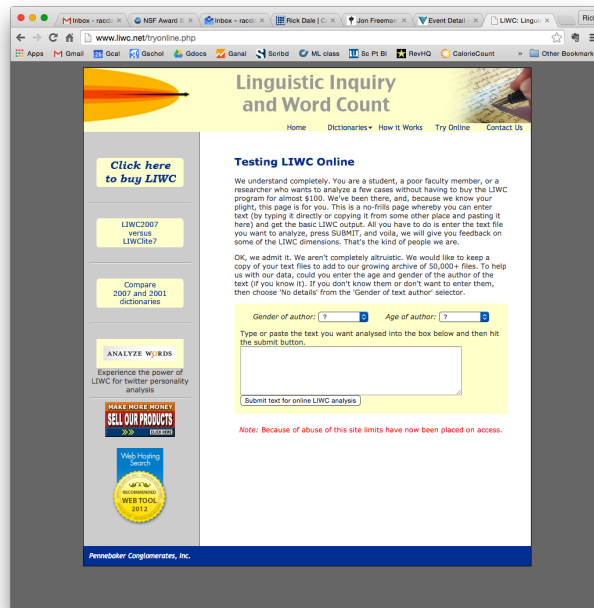 Inbox - racdα
NSF Award
Inbox – racdα
Rick Dale | C
Jon Freeman
Event Detail
LIWC: Lingui
Ric
www.liwc.net/tryonline.php
Apps
Gmail
Gcal
Gschol
Gdocs
Ganal
Scribd
ML class
Sc Pt BI
RevHQ
CalorieCount
»
Other Bookmark
Linguistic Inquiry
and Word Count
Home Dictionaries How it Works Try Online Contact Us
Click here
to buy LIWC
LIWC2007
versus
LIWClite7
Compare
2007 and 2001
dictionaries
ANALYZE WORDS
Experience the power of
LIWC for twitter personality
analysis
MAKE MORE MONEY
SELL OUR PRODUCTS
>>> CLICK HERE
Web Hosting
Search
RECOMMENDED
WEB TOOL
2012
Testing LIWC Online
We understand completely. You are a student, a poor faculty member, or a
researcher who wants to analyze a few cases without having to buy the LIWC
program for almost $100. We've been there, and, because we know your
plight, this page is for you. This is a no-frills page whereby you can enter
text (by typing it directly or copying it from some other place and pasting it
here) and get the basic LIWC output. All you have to do is enter the text file
you want to analyze, press SUBMIT, and voila, we will give you feedback on
some of the LIWC dimensions. That's the kind of people we are.
OK, we admit it. We aren't completely altruistic. We would like to keep a
copy of your text files to add to our growing archive of 50,000+ files. To help
us with our data, could you enter the age and gender of the author of the
text (if you know it). If you don't know them or don't want to enter them,
then choose 'No details' from the 'Gender of text author' selector.
Gender of author: ? Age of author: ?
Type or paste the text you want analysed into the box below and then hit
the submit button.
Submit text for online LIWC analysis
Note: Because of abuse of this site limits have now been placed on access.
Pennebaker Conglomerates, Inc.